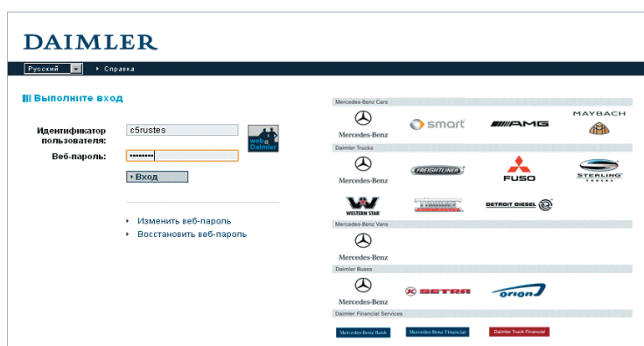 DAIMLER
Русский
Справка
Выполните вход
Идентификатор
пользователя:
c5rustes
web@
Daimler
Веб-пароль:
Вход
Изменить веб-пароль
Восстановить веб-пароль
Mercedes-Benz Cars
Mercedes-Benz
smart
AMG
MAYBACH
Daimler Trucks
Mercedes-Benz
FREIGHTLINER
FUSO
STERLING
TRUCKS
WESTERN STAR
DETROIT DIESEL
Mercedes-Benz Vans
Mercedes-Benz
Daimler Buses
Mercedes-Benz
SETRA
orion
Daimler Financial Services
Mercedes-Benz Bank
Mercedes-Benz Financial
Daimler Truck Financial